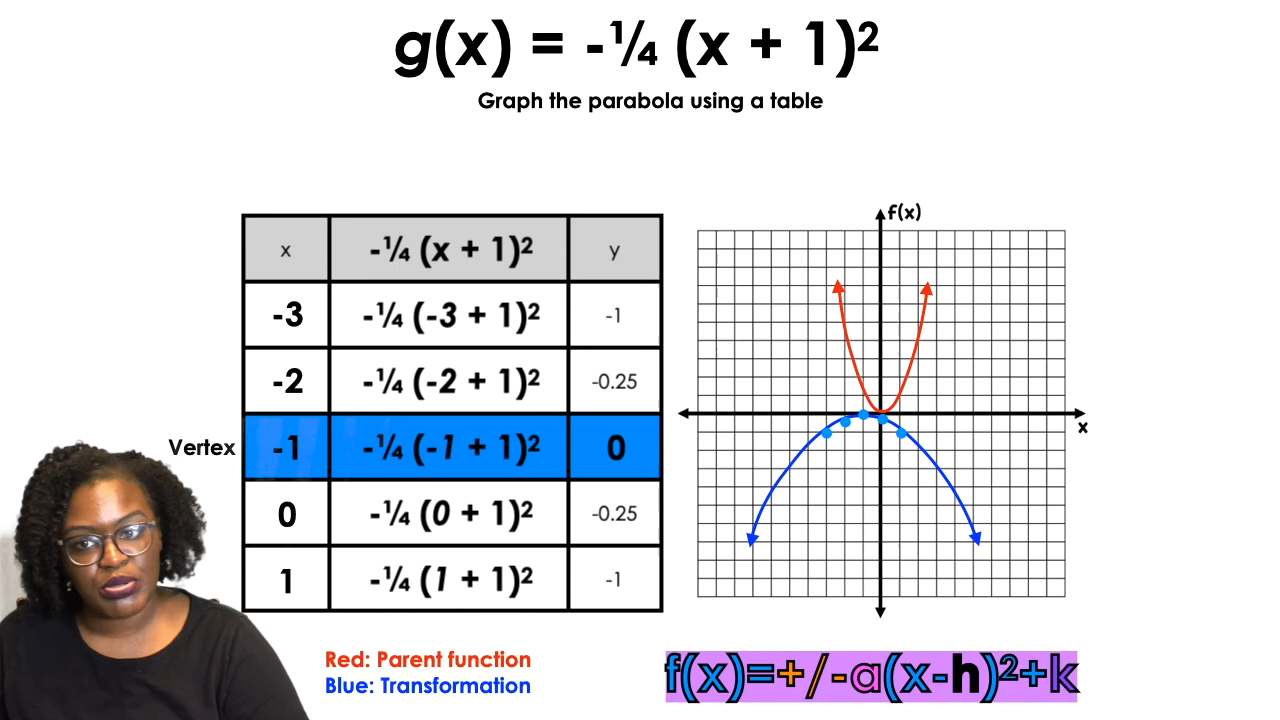 g(x) = -¼ (x + 1)²
Graph the parabola using a table
x -¼ (x + 1)² y
-3 -¼ (-3 + 1)² -1
-2 -¼ (-2 + 1)² -0.25
Vertex -1 -¼ (-1 + 1)² 0
0 -¼ (0 + 1)² -0.25
1 -¼ (1 + 1)² -1
f(x)
x
Red: Parent function
Blue: Transformation
f(x)=+/-a(x-h)²+k